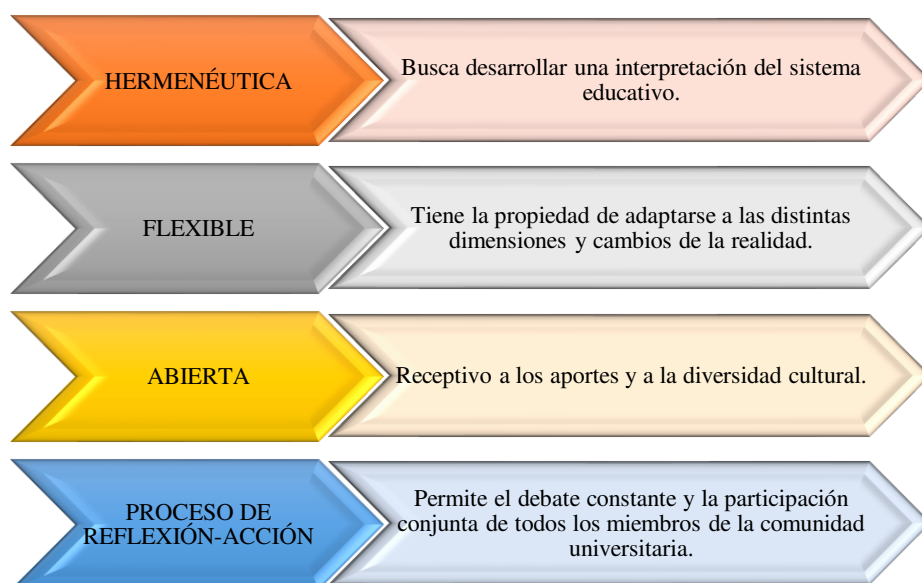 HERMENÉUTICA
Busca desarrollar una interpretación del sistema
educativo.
FLEXIBLE
Tiene la propiedad de adaptarse a las distintas
dimensiones y cambios de la realidad.
ABIERTA
Receptivo a los aportes y a la diversidad cultural.
PROCESO DE
REFLEXIÓN-ACCIÓN
Permite el debate constante y la participación
conjunta de todos los miembros de la comunidad
universitaria.